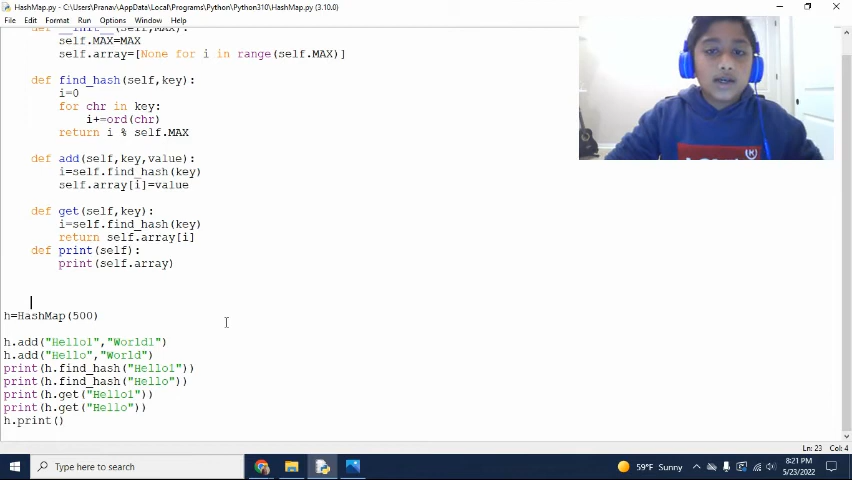 HashMap.py - C:/Users/Pranav/AppData/Local/Programs/Python/Python310/HashMap.py (3.10.0)
File Edit Format Run Options Window Help
def __init__(self,MAX):
self.MAX=MAX
self.array=[None for i in range(self.MAX)]
def find_hash(self,key):
i=0
for chr in key:
i+=ord(chr)
return i % self.MAX
def add(self,key,value):
i=self.find_hash(key)
self.array[i]=value
def get(self,key):
i=self.find_hash(key)
return self.array[i]
def print(self):
print(self.array)
h=HashMap(500)
h.add("Hello1","World1")
h.add("Hello","World")
print(h.find_hash("Hello1"))
print(h.find_hash("Hello"))
print(h.get("Hello1"))
print(h.get("Hello"))
h.print()
Ln: 23 Col: 4
Type here to search
59°F Sunny
8:21 PM
5/23/2022